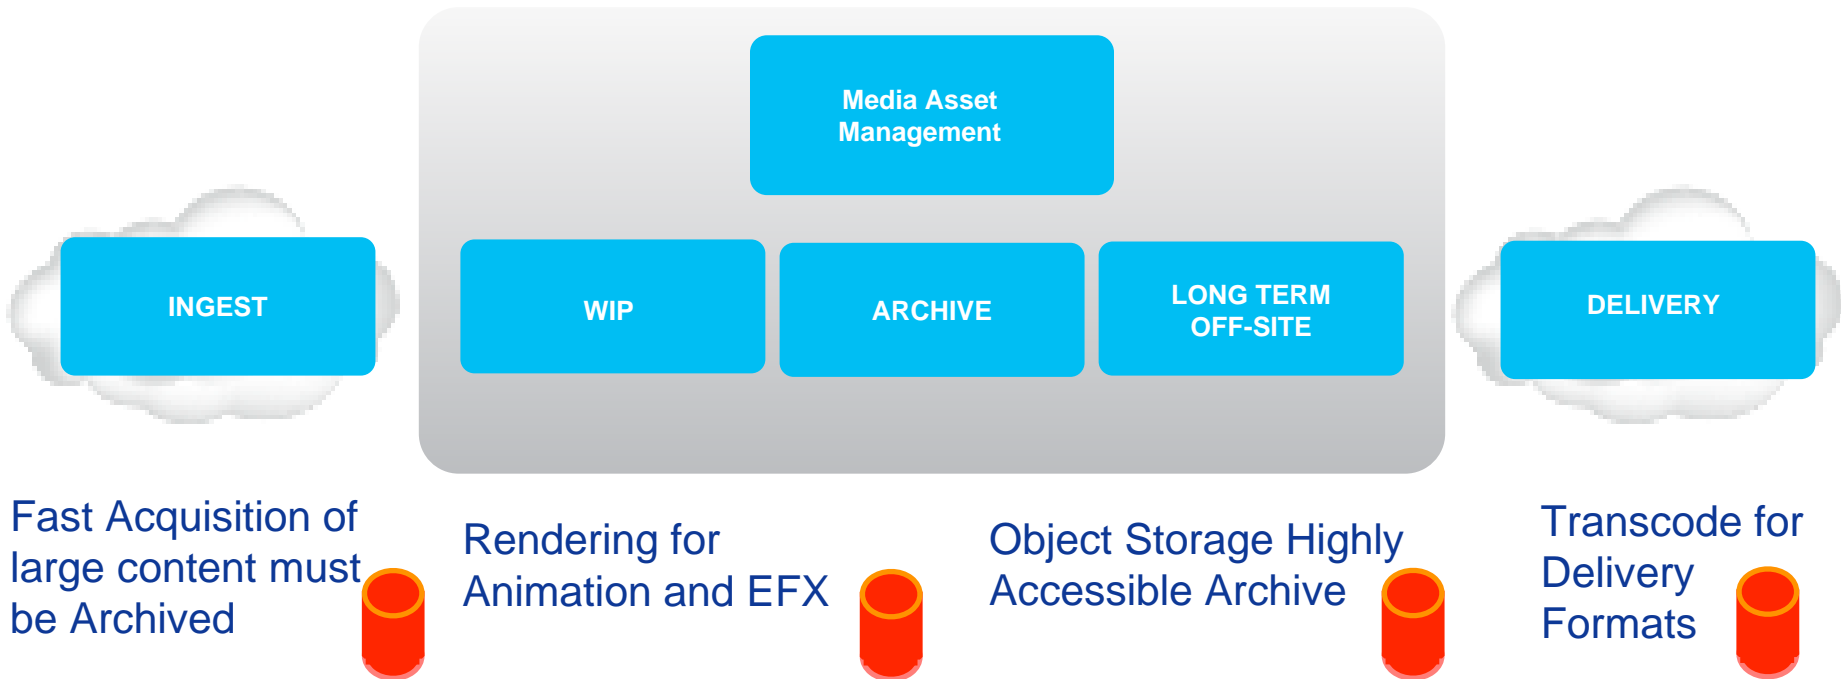 Media Asset
Management
INGEST
WIP
ARCHIVE
LONG TERM
OFF-SITE
DELIVERY
Fast Acquisition of
large content must
be Archived
Rendering for
Animation and EFX
Object Storage Highly
Accessible Archive
Transcode for
Delivery
Formats